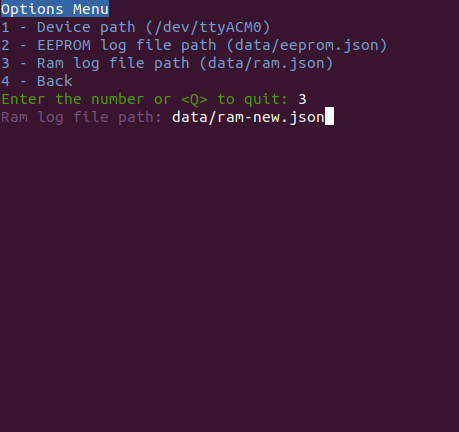 Options Menu
1 - Device path (/dev/ttyACM0)
2 - EEPROM log file path (data/eeprom.json)
3 - Ram log file path (data/ram.json)
4 - Back
Enter the number or <Q> to quit: 3
Ram log file path: data/ram-new.json